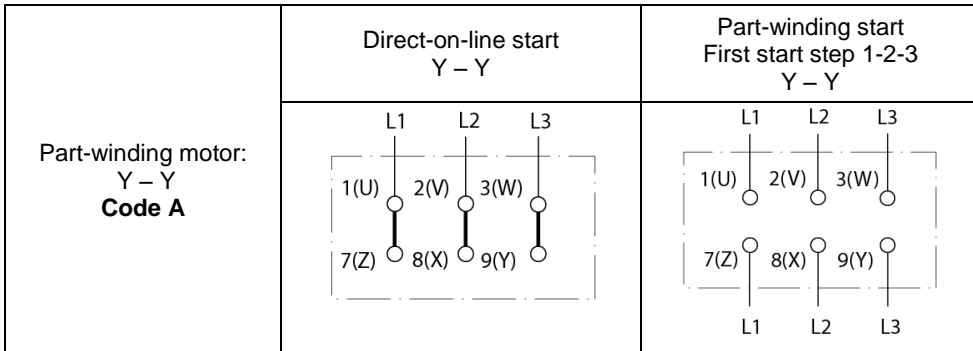 Direct-on-line start
Y – Y
Part-winding start
First start step 1-2-3
Y – Y
Part-winding motor:
Y – Y
Code A
L1 L2 L3
1(U) 2(V) 3(W)
7(Z) 8(X) 9(Y)
L1 L2 L3
1(U) 2(V) 3(W)
7(Z) 8(X) 9(Y)
L1 L2 L3